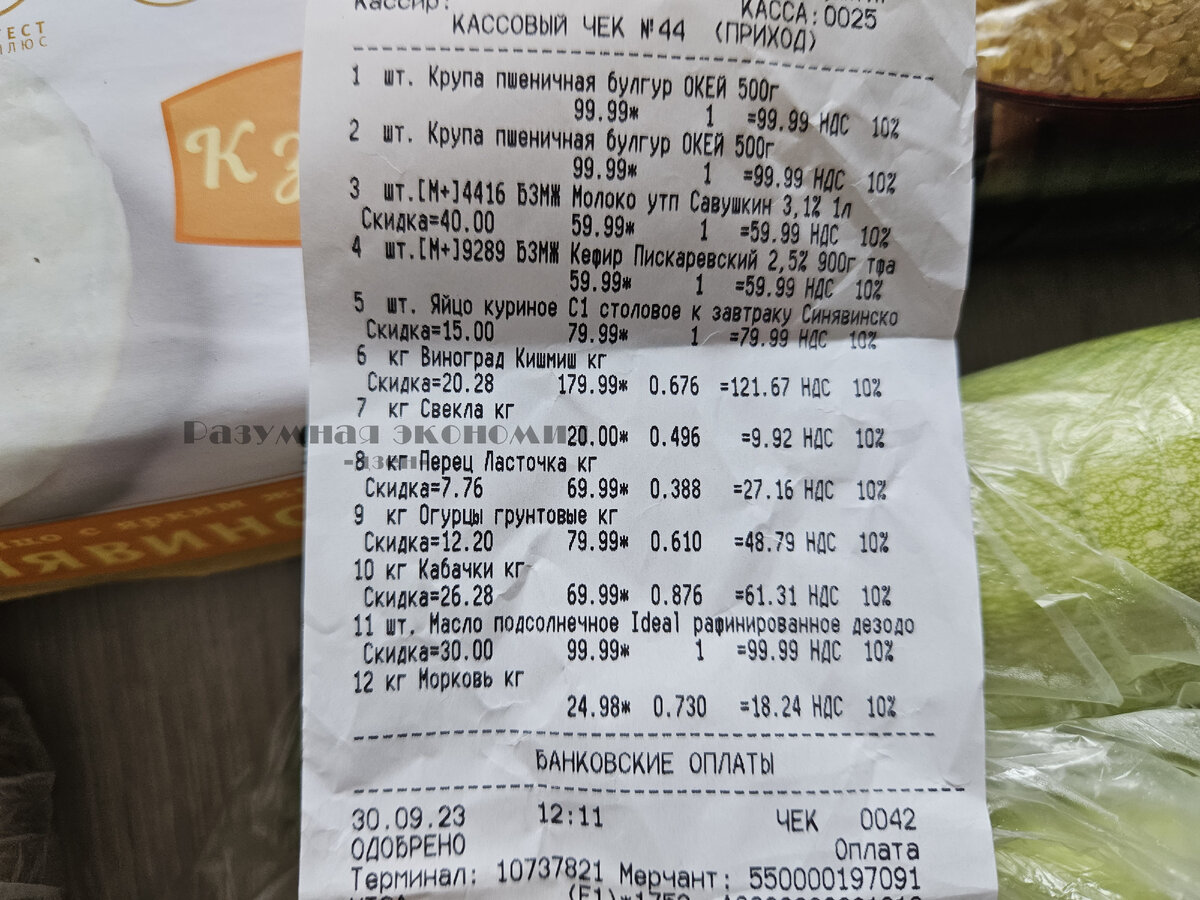 ЕСТ
ПЛЮС
К з
Кассир:
КАССА:0025
КАССОВЫЙ ЧЕК №44 (ПРИХОД)
1 шт. Крупа пшеничная булгур ОКЕЙ 500г
99.99* 1 =99.99 НДС 10%
2 шт. Крупа пшеничная булгур ОКЕЙ 500г
99.99* 1 =99.99 НДС 10%
3 шт.[М+]4416 БЗМЖ Молоко утп Савушкин 3,1% 1л
Скидка=40.00 59.99* 1 =59.99 НДС 10%
4 шт.[М+]9289 БЗМЖ Кефир Пискаревский 2,5% 900г тфа
59.99* 1 =59.99 НДС 10%
5 шт. Яйцо куриное С1 столовое к завтраку Синявинско
Скидка=15.00 79.99* 1 =79.99 НДС 10%
6 кг Виноград Кишмиш кг
Скидка=20.28 179.99* 0.676 =121.67 НДС 10%
7 кг Свекла кг
Разумная экономи
20.00* 0.496 =9.92 НДС 10%
-дзен-
8 кг Перец Ласточка кг
Скидка=7.76 69.99* 0.388 =27.16 НДС 10%
9 кг Огурцы грунтовые кг
Скидка=12.20 79.99* 0.610 =48.79 НДС 10%
10 кг Кабачки кг
Скидка=26.28 69.99* 0.876 =61.31 НДС 10%
11 шт. Масло подсолнечное Ideal рафинированное дезодо
Скидка=30.00 99.99* 1 =99.99 НДС 10%
12 кг Морковь кг
24.98* 0.730 =18.24 НДС 10%
БАНКОВСКИЕ ОПЛАТЫ
30.09.23 12:11 ЧЕК 0042
ОДОБРЕНО Оплата
Терминал: 10737821 Мерчант: 550000197091